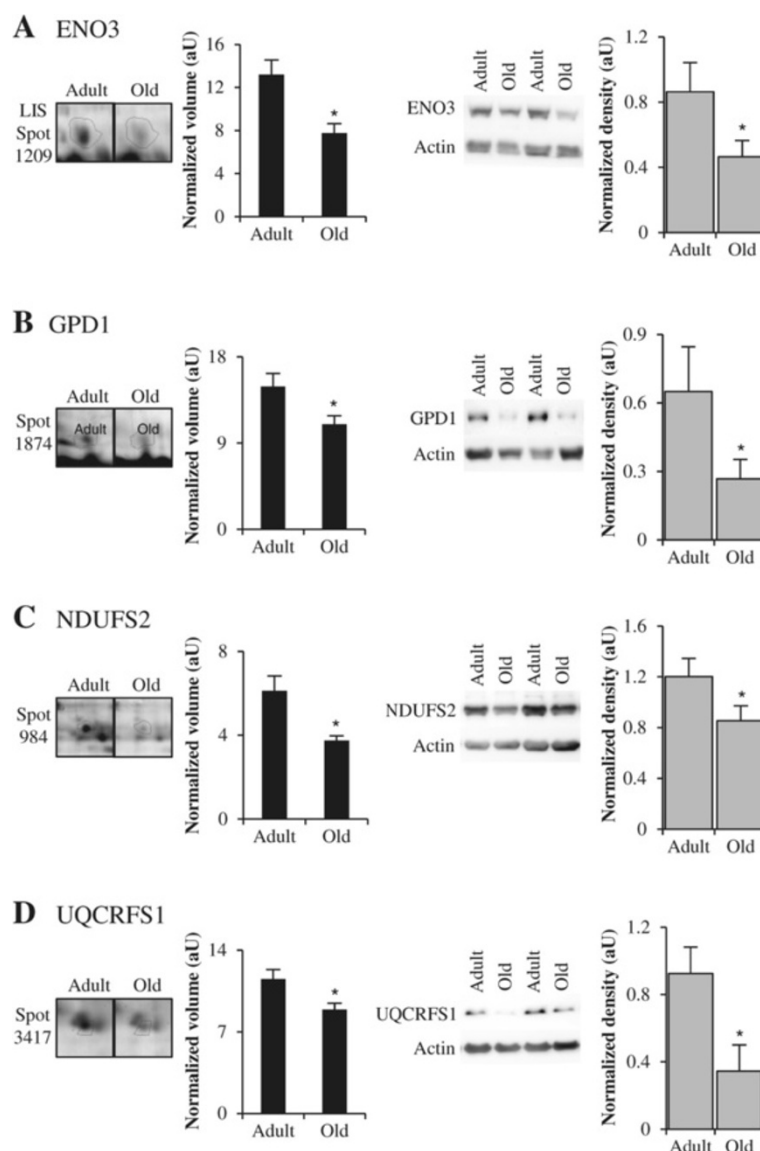 A ENO3
Adult Old
LIS
Spot
1209
Normalized volume (aU)
16
12
8
4
0
*
Adult Old
Adult Old Adult Old
ENO3
Actin
Normalized density (aU)
1.2
0.8
0.4
0
*
Adult Old
B GPD1
Adult Old
Spot
1874
Adult Old
Normalized volume (aU)
18
9
0
*
Adult Old
Adult Old Adult Old
GPD1
Actin
Normalized density (aU)
0.9
0.6
0.3
0
*
Adult Old
C NDUFS2
Adult Old
Spot
984
Normalized volume (aU)
8
4
0
*
Adult Old
Adult Old Adult Old
NDUFS2
Actin
Normalized density (aU)
1.6
1.2
0.8
0.4
0
*
Adult Old
D UQCRFS1
Adult Old
Spot
3417
Normalized volume (aU)
14
7
0
*
Adult Old
Adult Old Adult Old
UQCRFS1
Actin
Normalized density (aU)
1.2
0.8
0.4
0
*
Adult Old